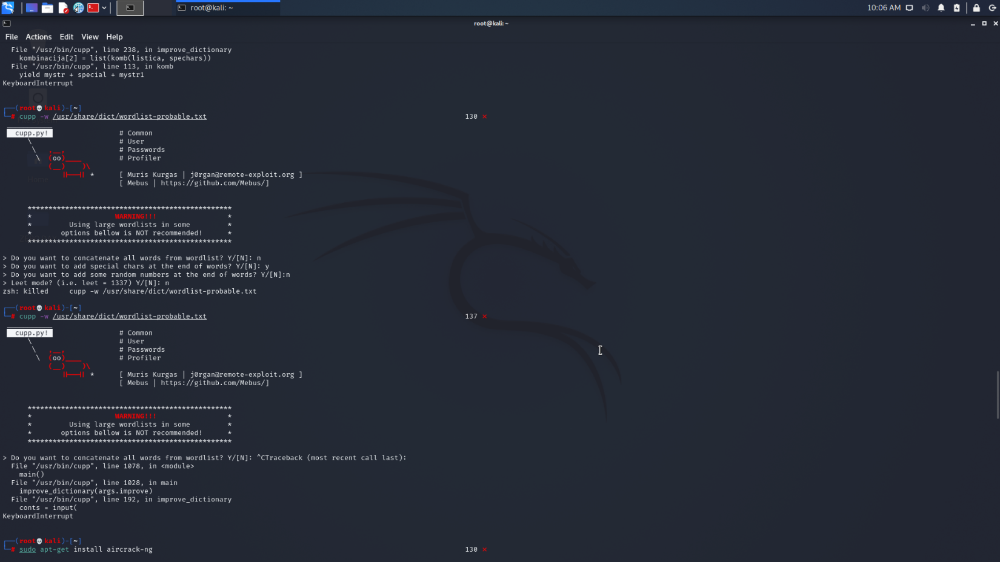 root@kali: ~
10:06 AM
root@kali: ~
File Actions Edit View Help
File "/usr/bin/cupp", line 238, in improve_dictionary
kombinacija[2] = list(komb(listica, spechars))
File "/usr/bin/cupp", line 113, in komb
yield mystr + special + mystr1
KeyboardInterrupt
┌──(root💀kali)-[~]
└─# cupp -w /usr/share/dict/wordlist-probable.txt 130 ⨯
cupp.py! # Common
\ # User
\ ,__, # Passwords
\ (oo)____ # Profiler
(__) )\
||--|| * [ Muris Kurgas | j0rgan@remote-exploit.org ]
[ Mebus | https://github.com/Mebus/]
*************************************************
* WARNING!!! *
* Using large wordlists in some *
* options bellow is NOT recommended! *
*************************************************
> Do you want to concatenate all words from wordlist? Y/[N]: n
> Do you want to add special chars at the end of words? Y/[N]: y
> Do you want to add some random numbers at the end of words? Y/[N]:n
> Leet mode? (i.e. leet = 1337) Y/[N]: n
zsh: killed cupp -w /usr/share/dict/wordlist-probable.txt
┌──(root💀kali)-[~]
└─# cupp -w /usr/share/dict/wordlist-probable.txt 137 ⨯
cupp.py! # Common
\ # User
\ ,__, # Passwords
\ (oo)____ # Profiler
(__) )\
||--|| * [ Muris Kurgas | j0rgan@remote-exploit.org ]
[ Mebus | https://github.com/Mebus/]
*************************************************
* WARNING!!! *
* Using large wordlists in some *
* options bellow is NOT recommended! *
*************************************************
> Do you want to concatenate all words from wordlist? Y/[N]: ^CTraceback (most recent call last):
File "/usr/bin/cupp", line 1078, in <module>
main()
File "/usr/bin/cupp", line 1028, in main
improve_dictionary(args.improve)
File "/usr/bin/cupp", line 192, in improve_dictionary
conts = input(
KeyboardInterrupt
┌──(root💀kali)-[~]
└─# sudo apt-get install aircrack-ng 130 ⨯